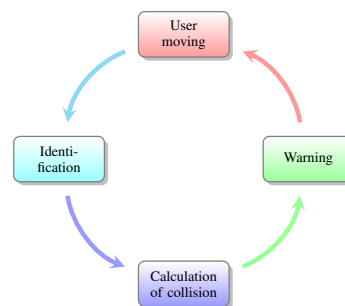 User
moving
Identi-
fication
Warning
Calculation
of collision